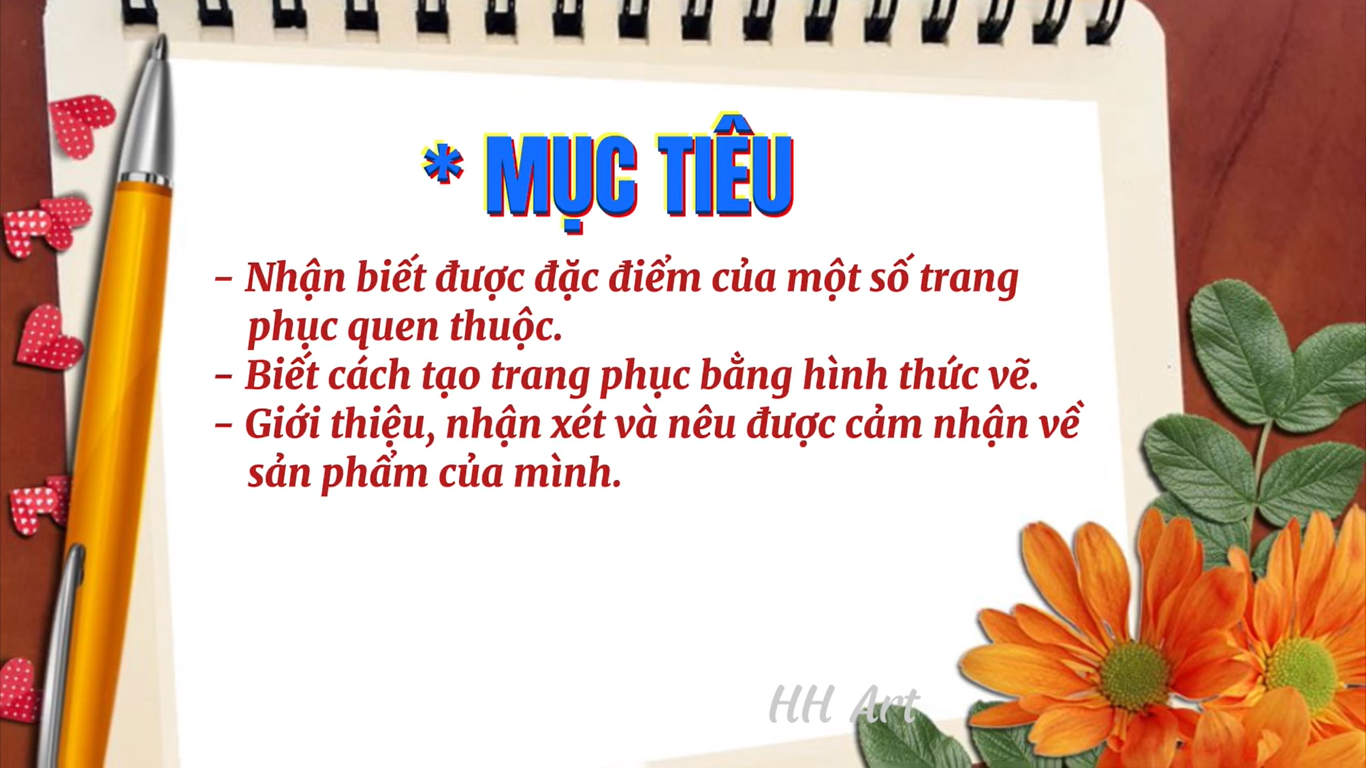 * MỤC TIÊU
- Nhận biết được đặc điểm của một số trang
phục quen thuộc.
- Biết cách tạo trang phục bằng hình thức vẽ.
- Giới thiệu, nhận xét và nêu được cảm nhận về
sản phẩm của mình.
HH Art